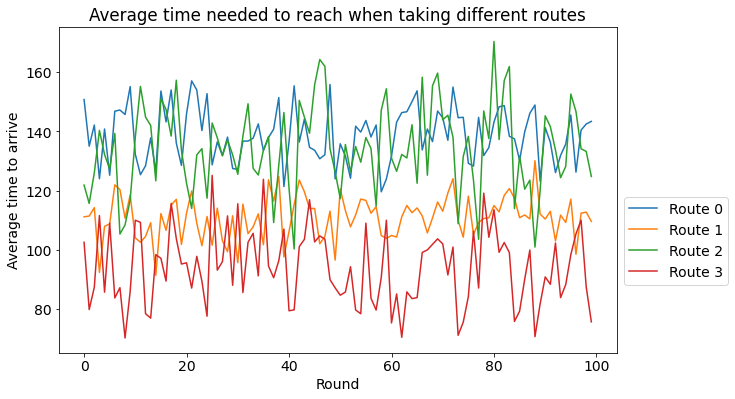 Average time needed to reach when taking different routes
Average time to arrive
160
140
120
100
80
0
20
40
60
80
100
Round
Route 0
Route 1
Route 2
Route 3